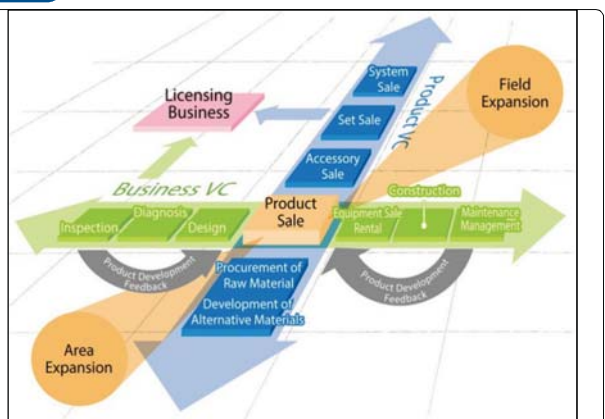 System
Sale
Product VC
Field
Expansion
Licensing
Business
Set Sale
Accessory
Sale
Business VC
Product
Sale
Construction
Inspection
Diagnosis
Design
Equipment Sale
Rental
Maintenance
Management
Product Development
Feedback
Procurement of
Raw Material
Development of
Alternative Materials
Product Development
Feedback
Area
Expansion